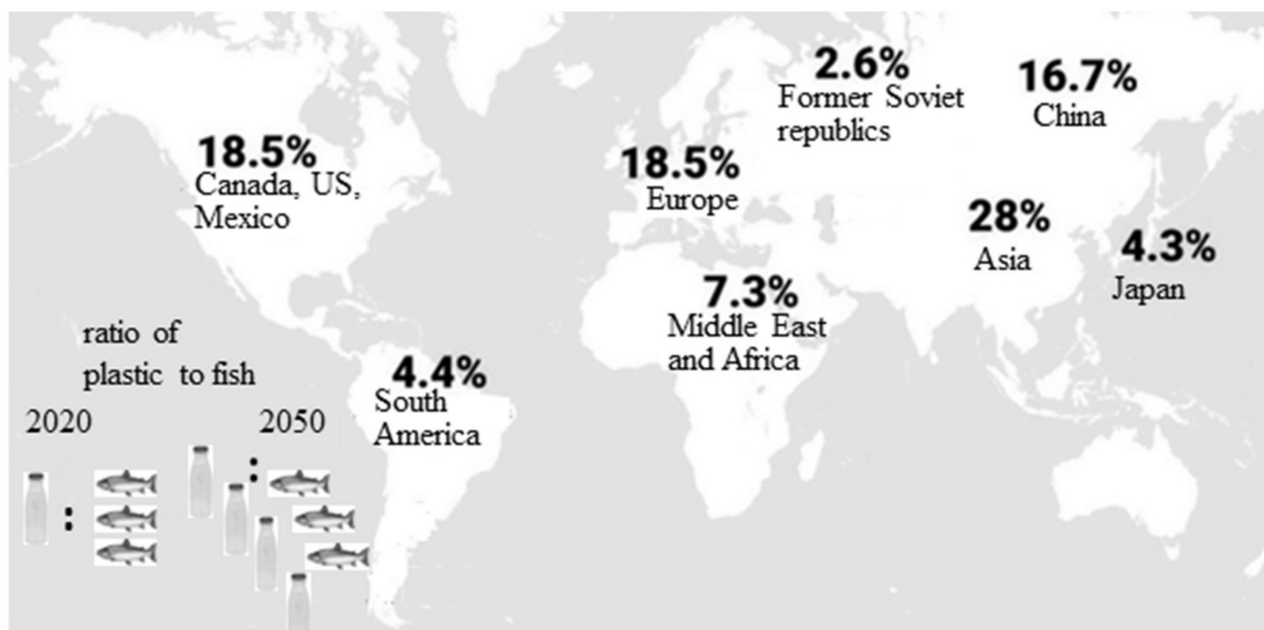 2.6%
Former Soviet
republics
16.7%
China
18.5%
Canada, US,
Mexico
18.5%
Europe
28%
Asia
4.3%
Japan
7.3%
Middle East
and Africa
4.4%
South
America
ratio of
plastic to fish
2020 2050
: :